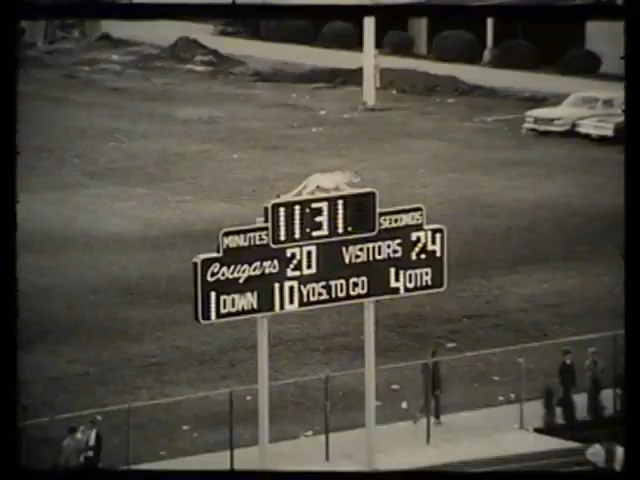 11:31.
MINUTES SECONDS
Cougars 20 VISITORS 24
1 DOWN 10 YDS. TO GO 4 QTR